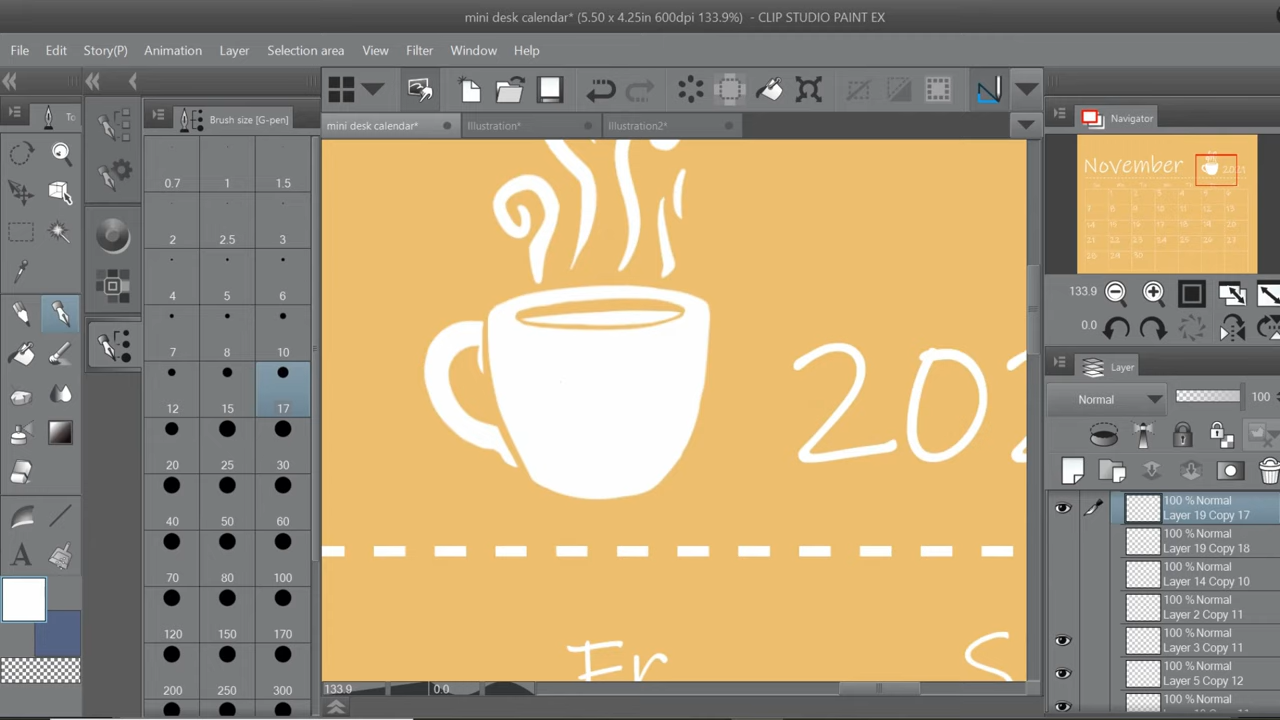 mini desk calendar* (5.50 x 4.25in 600dpi 133.9%) - CLIP STUDIO PAINT EX
File Edit Story(P) Animation Layer Selection area View Filter Window Help
To
Brush size [G-pen]
mini desk calendar*
Illustration*
Illustration2*
Navigator
0.7 1 1.5
2 2.5 3
4 5 6
7 8 10
12 15 17
20 25 30
40 50 60
70 80 100
120 150 170
200 250 300
202
Fr
S
133.9 0.0
November 2021
133.9
0.0
Layer
Normal 100
100 % Normal
Layer 19 Copy 17
100 % Normal
Layer 19 Copy 18
100 % Normal
Layer 14 Copy 10
100 % Normal
Layer 2 Copy 11
100 % Normal
Layer 3 Copy 11
100 % Normal
Layer 5 Copy 12
100 % Normal